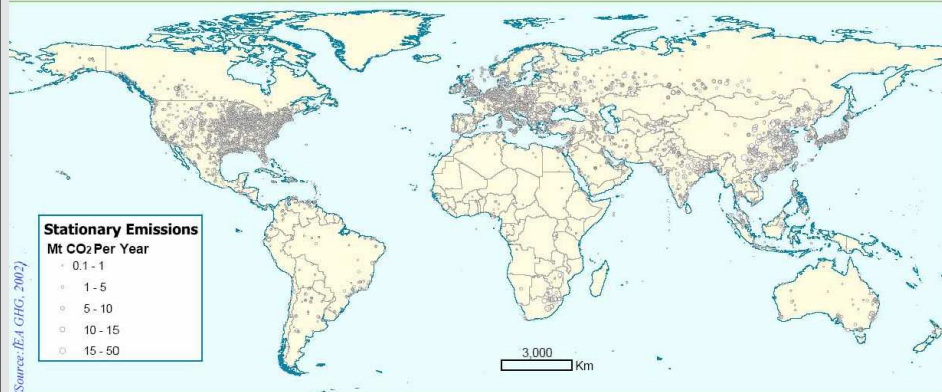 Stationary Emissions
Mt CO2 Per Year
0.1 - 1
1 - 5
5 - 10
10 - 15
15 - 50
3,000
Km
Source:IEA GHG, 2002)